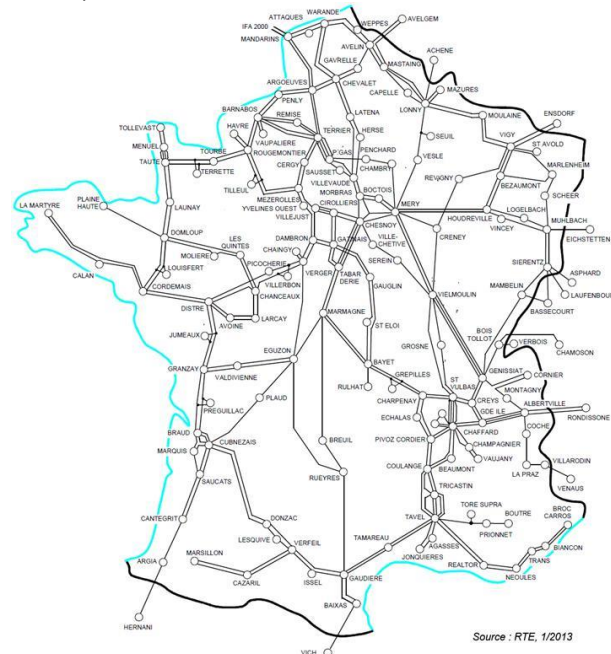 WARANDE
ATTAQUES
WEPPES
AVELGEM
IFA 2000
MANDARINS
AVELIN
ACHENE
GAVRELLE
MASTAING
CHEVALET
ARGOEUVES
CAPELLE
MAZURES
PENLY
LONNY
BARNABOS
LATENA
MOULAINE
ENSDORF
TOLLEVAST
REMISE
HAVRE
TERRIER
HERSE
SEUIL
VIGY
MENUEL
TOURBE
VAUPALIERE
ROUGEMONTIER
P'GAS
PENCHARD
ST AVOLD
TAUTE
CERGY
SAUSSET
CHAMBRY
VESLE
MARLENHEIM
TERRETTE
VILLEVAUDE
REVIGNY
BEZAUMONT
TILLEUL
MEZEROLLES
MORBRAS
BOCTOIS
SCHEER
LA MARTYRE
PLAINE
HAUTE
YVELINES OUEST
CIROLLIERS
MERY
LAUNAY
VILLEJUST
CHESNOY
HOUDREVILLE
LOGELBACH
MUHLBACH
VINCEY
DOMLOUP
LES
QUINTES
DAMBRON
VILLE-
CHETIVE
CRENEY
EICHSTETTEN
MOLIERE
CHAINGY
GATINAIS
PICOCHERIE
SEREIN
SIERENTZ
CALAN
LOUISFERT
VERGER
TABAR
DERIE
ASPHARD
VILLERBON
GAUGLIN
MAMBELIN
LAUFENBOURG
CORDEMAIS
CHANCEAUX
VIELMOULIN
BASSECOURT
DISTRE
MARMAGNE
AVOINE
LARCAY
ST ELOI
BOIS
TOLLOT
VERBOIS
JUMEAUX
GROSNE
CHAMOSON
EGUZON
BAYET
GENISSIAT
CORNIER
GRANZAY
VALDIVIENNE
GREPILLES
ST
VULBAS
MONTAGNY
RULHAT
CREYS
ALBERTVILLE
CHARPENAY
GDE ILE
PREGUILLAC
PLAUD
ECHALAS
CHAFFARD
RONDISSONE
COCHE
BRAUD
PIVOZ CORDIER
CHAMPAGNIER
CUBNEZAIS
BREUIL
VILLARODIN
MARQUIS
COULANGE
BEAUMONT
VAUJANY
LA PRAZ
VENAUS
SAUCATS
RUEYRES
TRICASTIN
TORE SUPRA
BROC
CARROS
CANTEGRIT
DONZAC
TAVEL
BOUTRE
LESQUIVE
PRIONNET
MARSILLON
VERFEIL
TAMAREAU
AGASSES
BIANCON
JONQUIERES
TRANS
ARGIA
ISSEL
GAUDIERE
REALTOR
NEOULES
CAZARIL
BAIXAS
HERNANI
VICH
Source : RTE, 1/2013